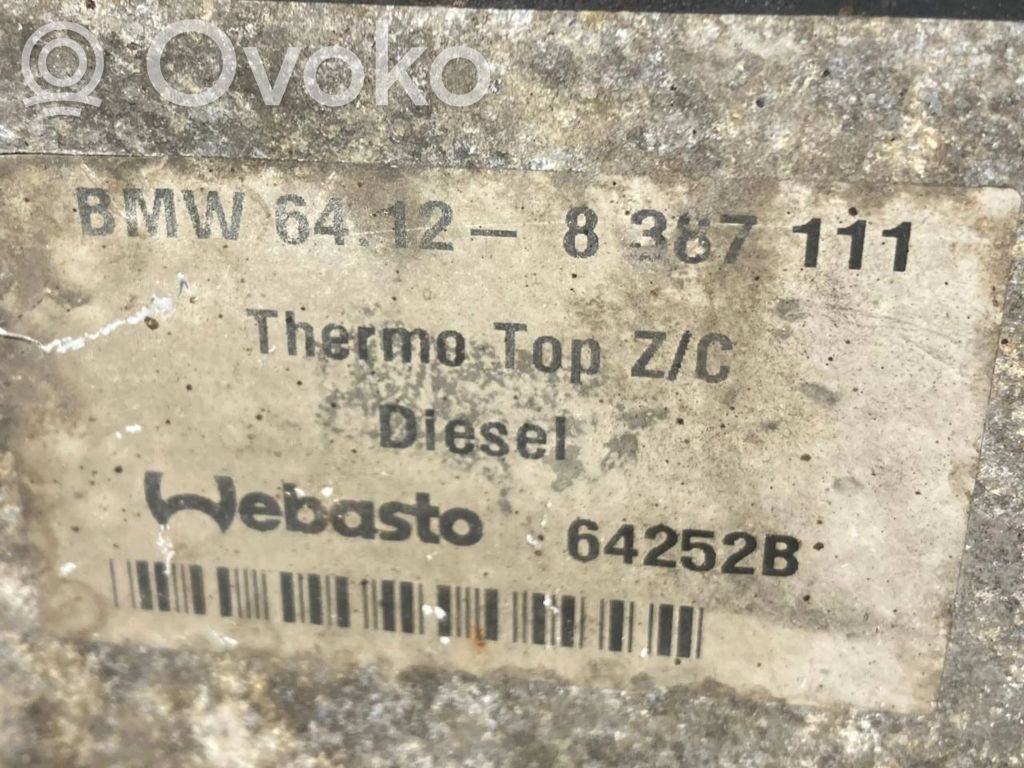 Ovoko
BMW 64.12 - 8 387 111
Thermo Top Z/C
Diesel
Webasto 64252B